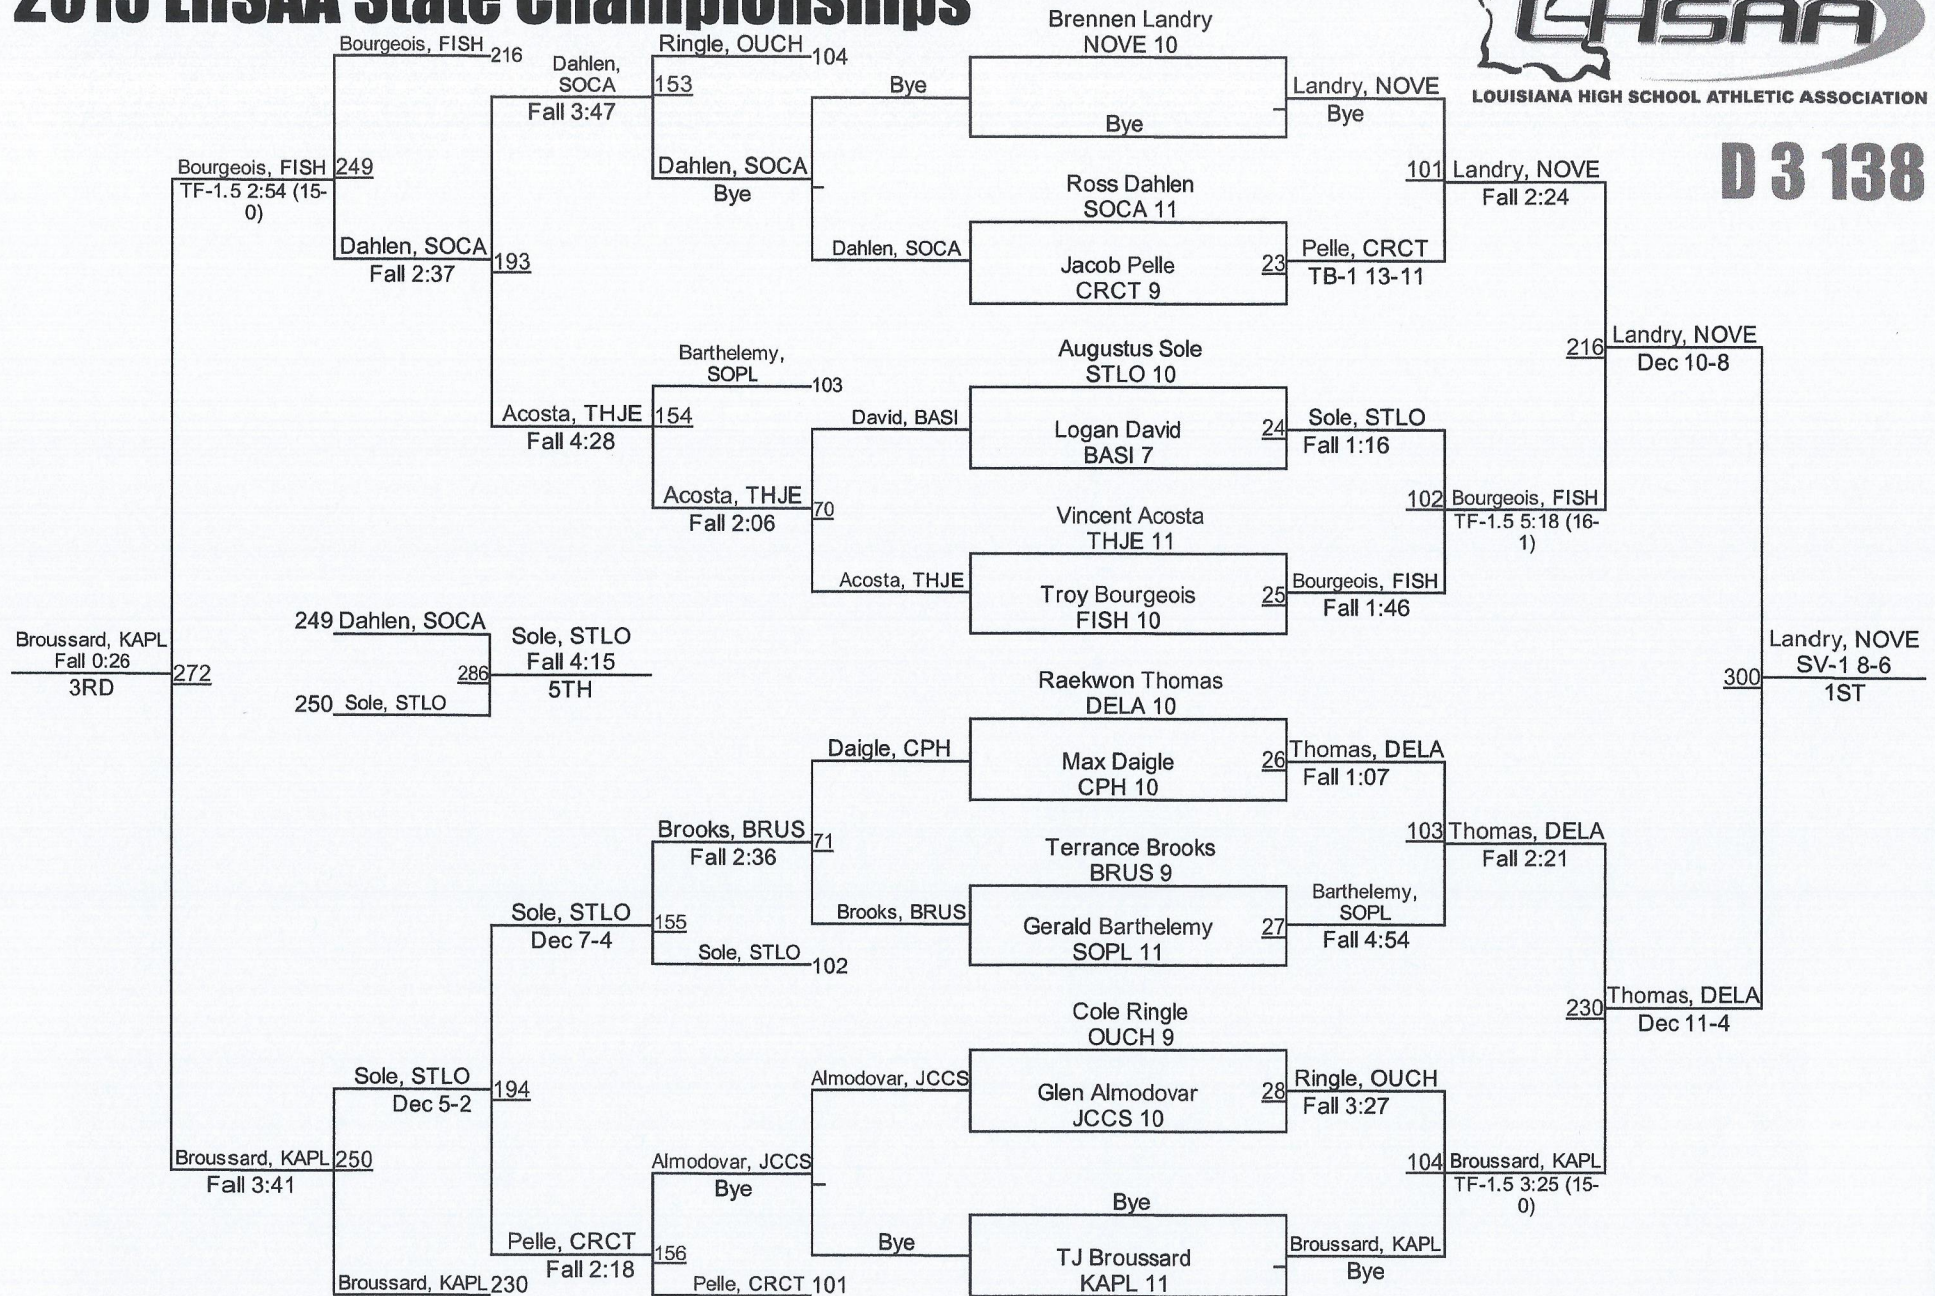 2015 LHSAA State Championships
LHSAA
LOUISIANA HIGH SCHOOL ATHLETIC ASSOCIATION
D 3 138
Bourgeois, FISH
216
Dahlen,
SOCA
Fall 3:47
Ringle, OUCH
104
153
Dahlen, SOCA
Bye
Bourgeois, FISH
249
TF-1.5 2:54 (15-
0)
Dahlen, SOCA
Fall 2:37
193
Barthelemy,
SOPL
103
Acosta, THJE
154
Fall 4:28
Acosta, THJE
70
Fall 2:06
Broussard, KAPL
Fall 0:26
3RD
272
249 Dahlen, SOCA
286
250 Sole, STLO
Sole, STLO
Fall 4:15
5TH
Brooks, BRUS
71
Fall 2:36
Sole, STLO
155
Dec 7-4
Sole, STLO
102
Sole, STLO
194
Dec 5-2
Broussard, KAPL
250
Fall 3:41
Almodovar, JCCS
Bye
Pelle, CRCT
156
Fall 2:18
Broussard, KAPL
230
Pelle, CRCT
101
Bye
Dahlen, SOCA
David, BASI
Acosta, THJE
Daigle, CPH
Brooks, BRUS
Almodovar, JCCS
Bye
Brennen Landry
NOVE 10
Bye
Ross Dahlen
SOCA 11
Jacob Pelle
CRCT 9
23
Augustus Sole
STLO 10
Logan David
BASI 7
24
Vincent Acosta
THJE 11
Troy Bourgeois
FISH 10
25
Raekwon Thomas
DELA 10
Max Daigle
CPH 10
26
Terrance Brooks
BRUS 9
Gerald Barthelemy
SOPL 11
27
Cole Ringle
OUCH 9
Glen Almodovar
JCCS 10
28
Bye
TJ Broussard
KAPL 11
Landry, NOVE
Bye
Pelle, CRCT
TB-1 13-11
Sole, STLO
Fall 1:16
Bourgeois, FISH
Fall 1:46
Thomas, DELA
Fall 1:07
Barthelemy,
SOPL
Fall 4:54
Ringle, OUCH
Fall 3:27
Broussard, KAPL
Bye
101
Landry, NOVE
Fall 2:24
102
Bourgeois, FISH
TF-1.5 5:18 (16-
1)
103
Thomas, DELA
Fall 2:21
104
Broussard, KAPL
TF-1.5 3:25 (15-
0)
216
Landry, NOVE
Dec 10-8
230
Thomas, DELA
Dec 11-4
300
Landry, NOVE
SV-1 8-6
1ST